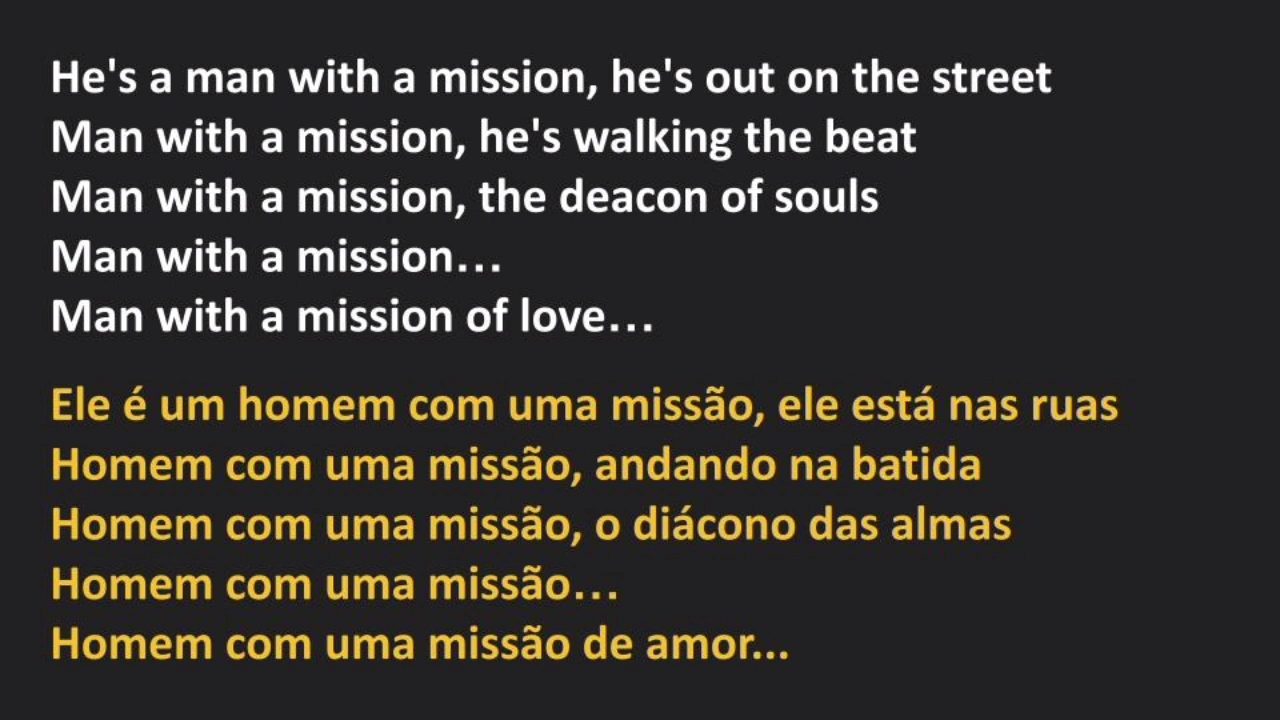 He's a man with a mission, he's out on the street
Man with a mission, he's walking the beat
Man with a mission, the deacon of souls
Man with a mission…
Man with a mission of love…
Ele é um homem com uma missão, ele está nas ruas
Homem com uma missão, andando na batida
Homem com uma missão, o diácono das almas
Homem com uma missão…
Homem com uma missão de amor...